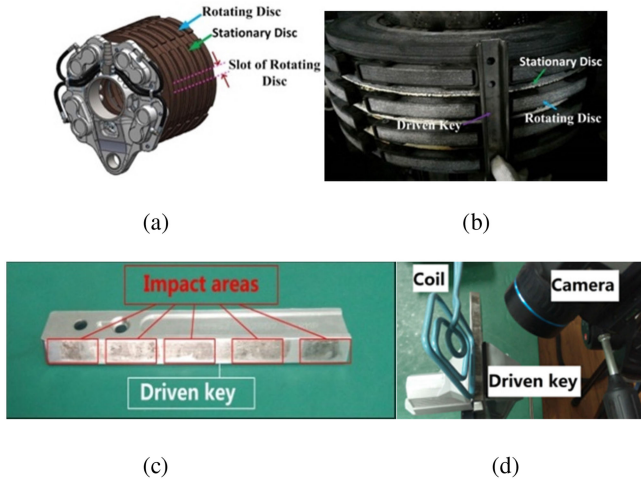 Rotating Disc
Stationary Disc
Slot of Rotating
Disc
Stationary Disc
Driven Key
Rotating Disc
(a)
(b)
Impact areas
Driven key
Coil
Camera
Driven key
(c)
(d)